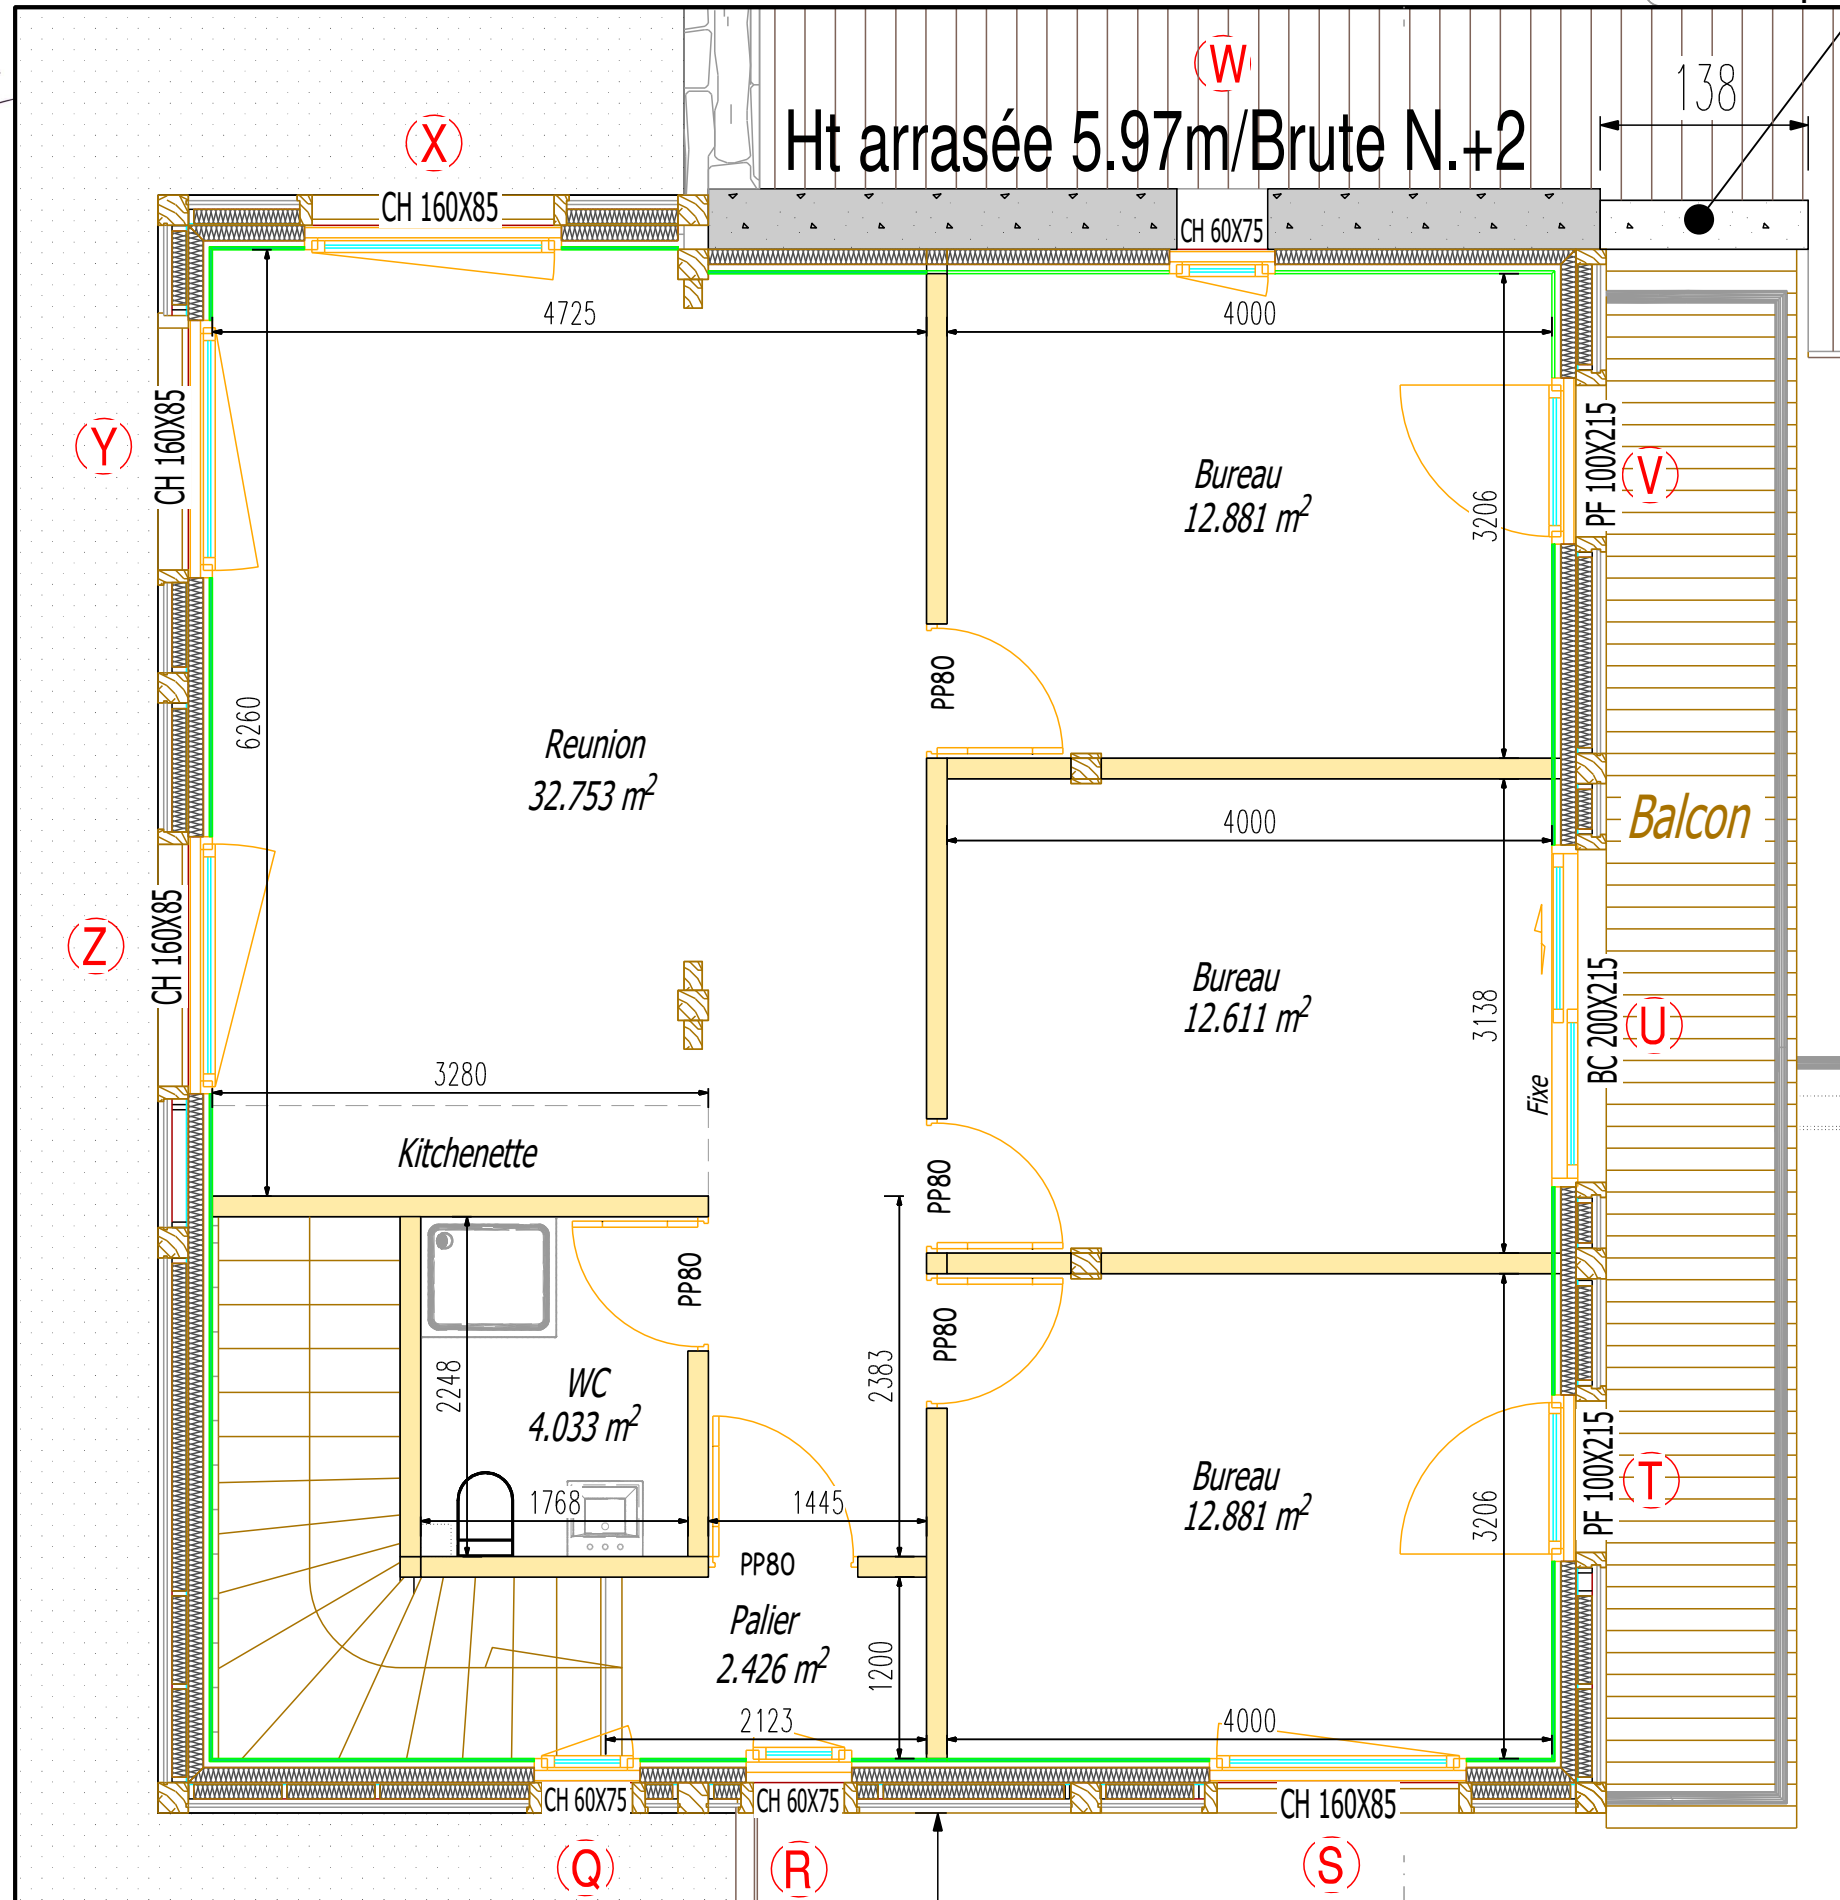 W
138
X
Ht arrasée 5.97m/Brute N.+2
CH 160X85
CH 60X75
4725
4000
Y
CH 160X85
Bureau
12.881 m²
3206
PF 100X215
V
PP80
6260
Reunion
32.753 m²
Balcon
4000
Z
CH 160X85
Bureau
12.611 m²
3138
BC 200X215
U
Fixe
3280
Kitchenette
PP80
PP80
PP80
2248
WC
4.033 m²
2383
1768
1445
Bureau
12.881 m²
3206
PF 100X215
T
PP80
Palier
2.426 m²
1200
2123
4000
CH 60X75
CH 60X75
CH 160X85
Q
R
S